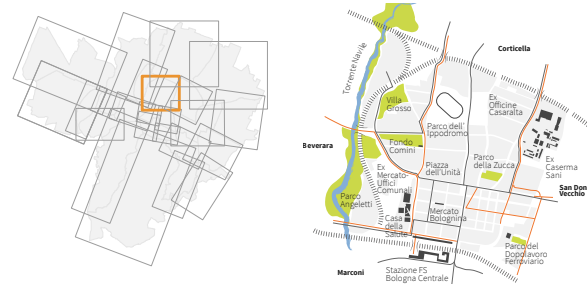 Corticella
Torrente Navile
Villa
Grosso
Ex
Officine
Casaralta
Parco dell'
Ippodromo
Beverara
Fondo
Comini
Ex
Mercato-
Uffici
Comunali
Piazza
dell'Unità
Parco
della Zucca
Ex
Caserma
Sani
San Don
Vecchio
Parco
Angeletti
Casa
della
Salute
Mercato
Bolognina
Parco del
Dopolavoro
Ferroviario
Marconi
Stazione FS
Bologna Centrale